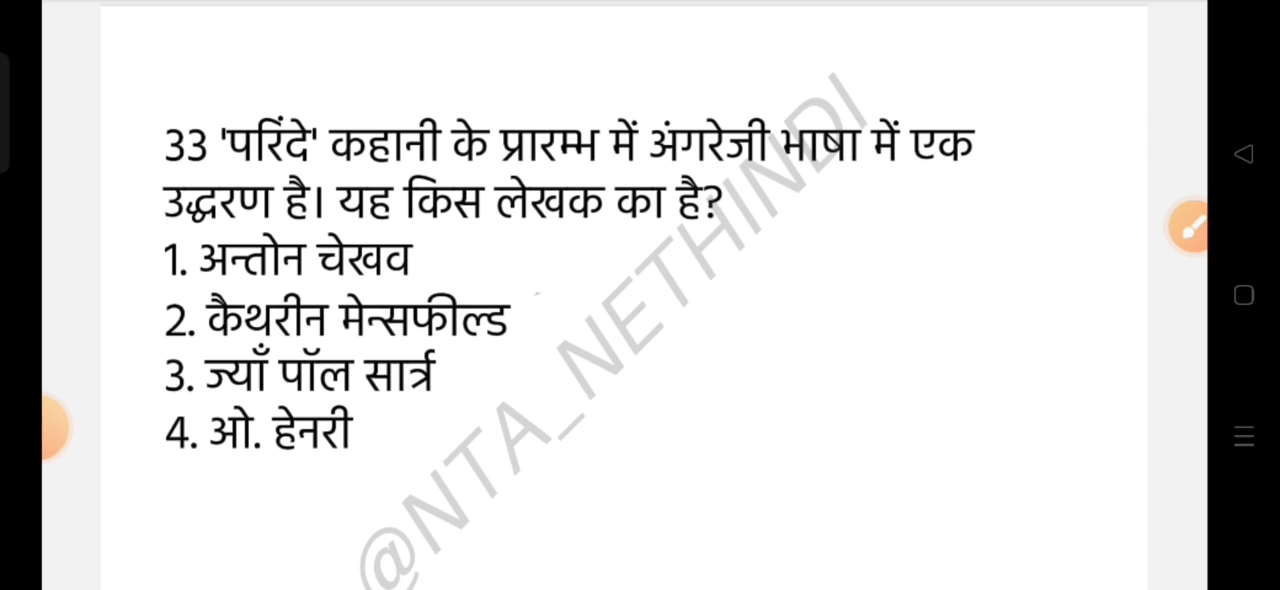 33 'परिंदे' कहानी के प्रारम्भ में अंगरेजी भाषा में एक
उद्धरण है। यह किस लेखक का है?
1. अन्तोन चेखव
2. कैथरीन मेन्सफील्ड
3. ज्याँ पॉल सार्त्र
4. ओ. हेनरी
@NTA_NETHINDI